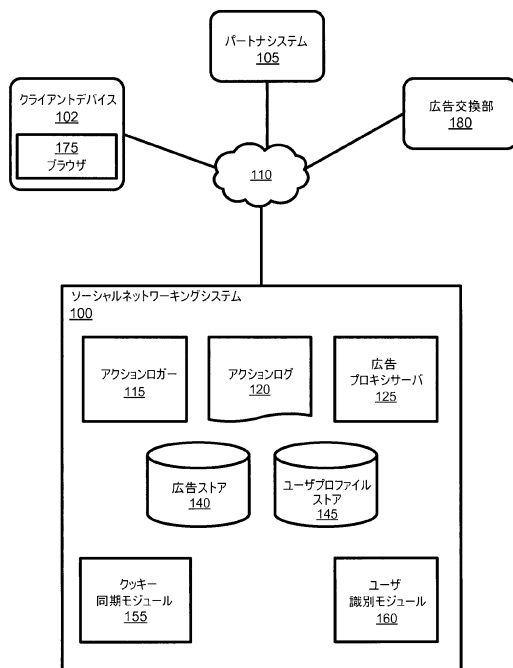 パートナシステム
105
クライアントデバイス
102
175
ブラウザ
広告交換部
180
110
ソーシャルネットワーキングシステム
100
アクションロガー
115
アクションログ
120
広告
プロキシサーバ
125
広告ストア
140
ユーザプロファイル
ストア
145
クッキー
同期モジュール
155
ユーザ
識別モジュール
160